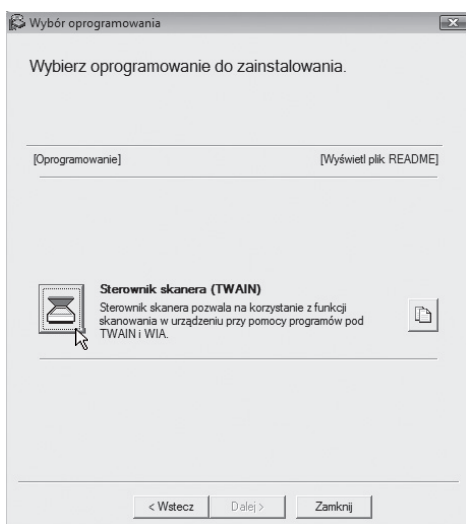 Wybór oprogramowania
Wybierz oprogramowanie do zainstalowania.
[Oprogramowanie] [Wyświetl plik README]
Sterownik skanera (TWAIN)
Sterownik skanera pozwala na korzystanie z funkcji
skanowania w urządzeniu przy pomocy programów pod
TWAIN i WIA.
< Wstecz Dalej > Zamknij